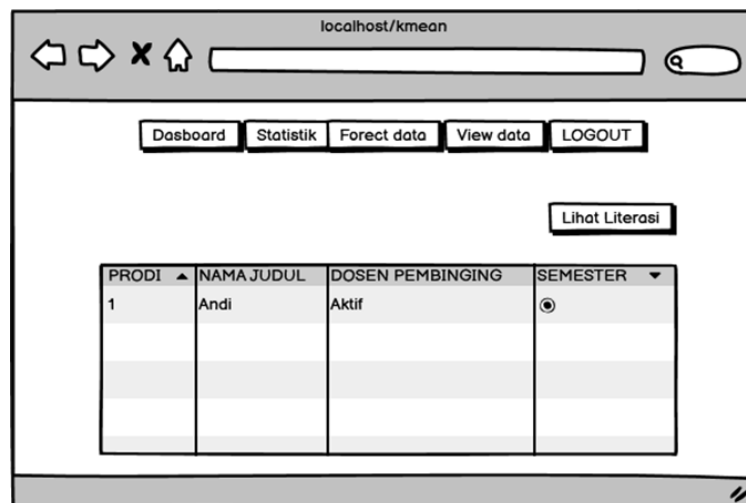 localhost/kmean
Dasboard Statistik Forect data View data LOGOUT
Lihat Literasi
PRODI NAMA JUDUL DOSEN PEMBINGING SEMESTER
1 Andi Aktif